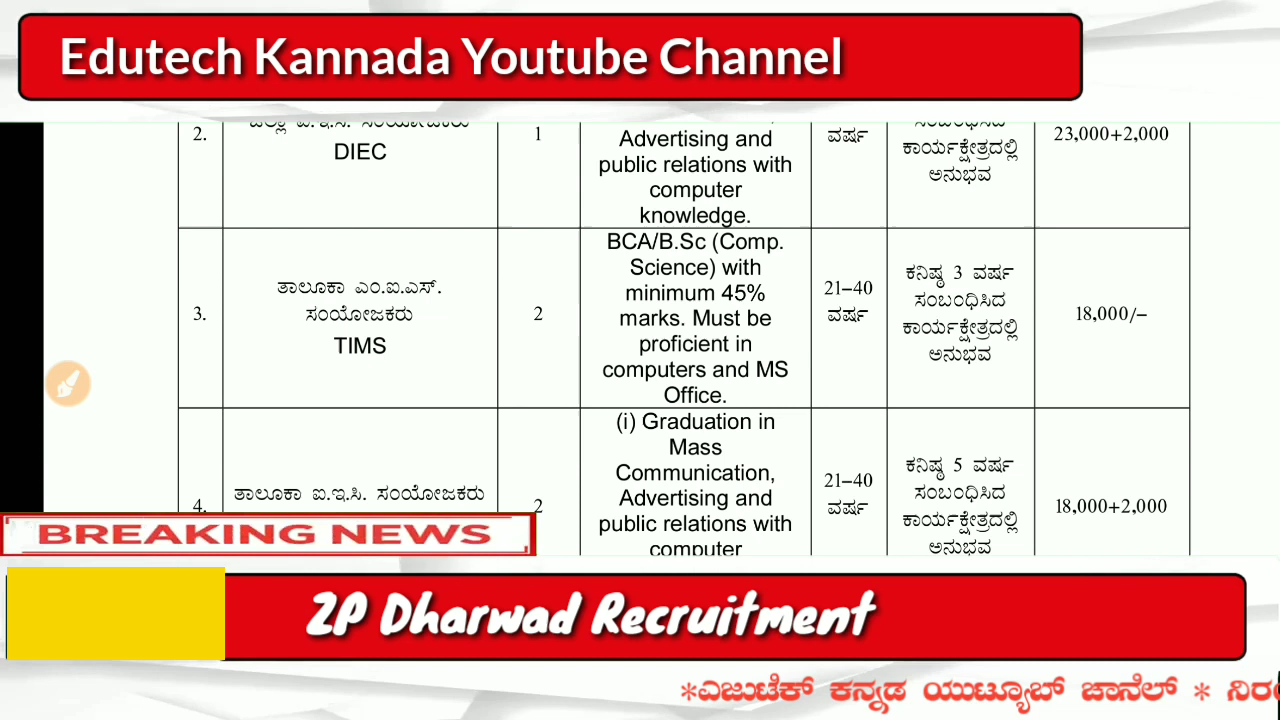 Edutech Kannada Youtube Channel
2.
DIEC
1
Advertising and
public relations with
computer
knowledge.
ವರ್ಷ
ಸಂಬಂಧಿಸಿದ
ಕಾರ್ಯಕ್ಷೇತ್ರದಲ್ಲಿ
ಅನುಭವ
23,000+2,000
3.
ತಾಲೂಕಾ ಎಂ.ಐ.ಎಸ್.
ಸಂಯೋಜಕರು
TIMS
2
BCA/B.Sc (Comp.
Science) with
minimum 45%
marks. Must be
proficient in
computers and MS
Office.
21–40
ವರ್ಷ
ಕನಿಷ್ಠ 3 ವರ್ಷ
ಸಂಬಂಧಿಸಿದ
ಕಾರ್ಯಕ್ಷೇತ್ರದಲ್ಲಿ
ಅನುಭವ
18,000/–
4.
ತಾಲೂಕಾ ಐ.ಇ.ಸಿ. ಸಂಯೋಜಕರು
2
(i) Graduation in
Mass
Communication,
Advertising and
public relations with
computer
21–40
ವರ್ಷ
ಕನಿಷ್ಠ 5 ವರ್ಷ
ಸಂಬಂಧಿಸಿದ
ಕಾರ್ಯಕ್ಷೇತ್ರದಲ್ಲಿ
ಅನುಭವ
18,000+2,000
BREAKING NEWS
ZP Dharwad Recruitment
*ಎಜುಟೆಕ್ ಕನ್ನಡ ಯುಟ್ಯೂಬ್ ಚಾನೆಲ್ *